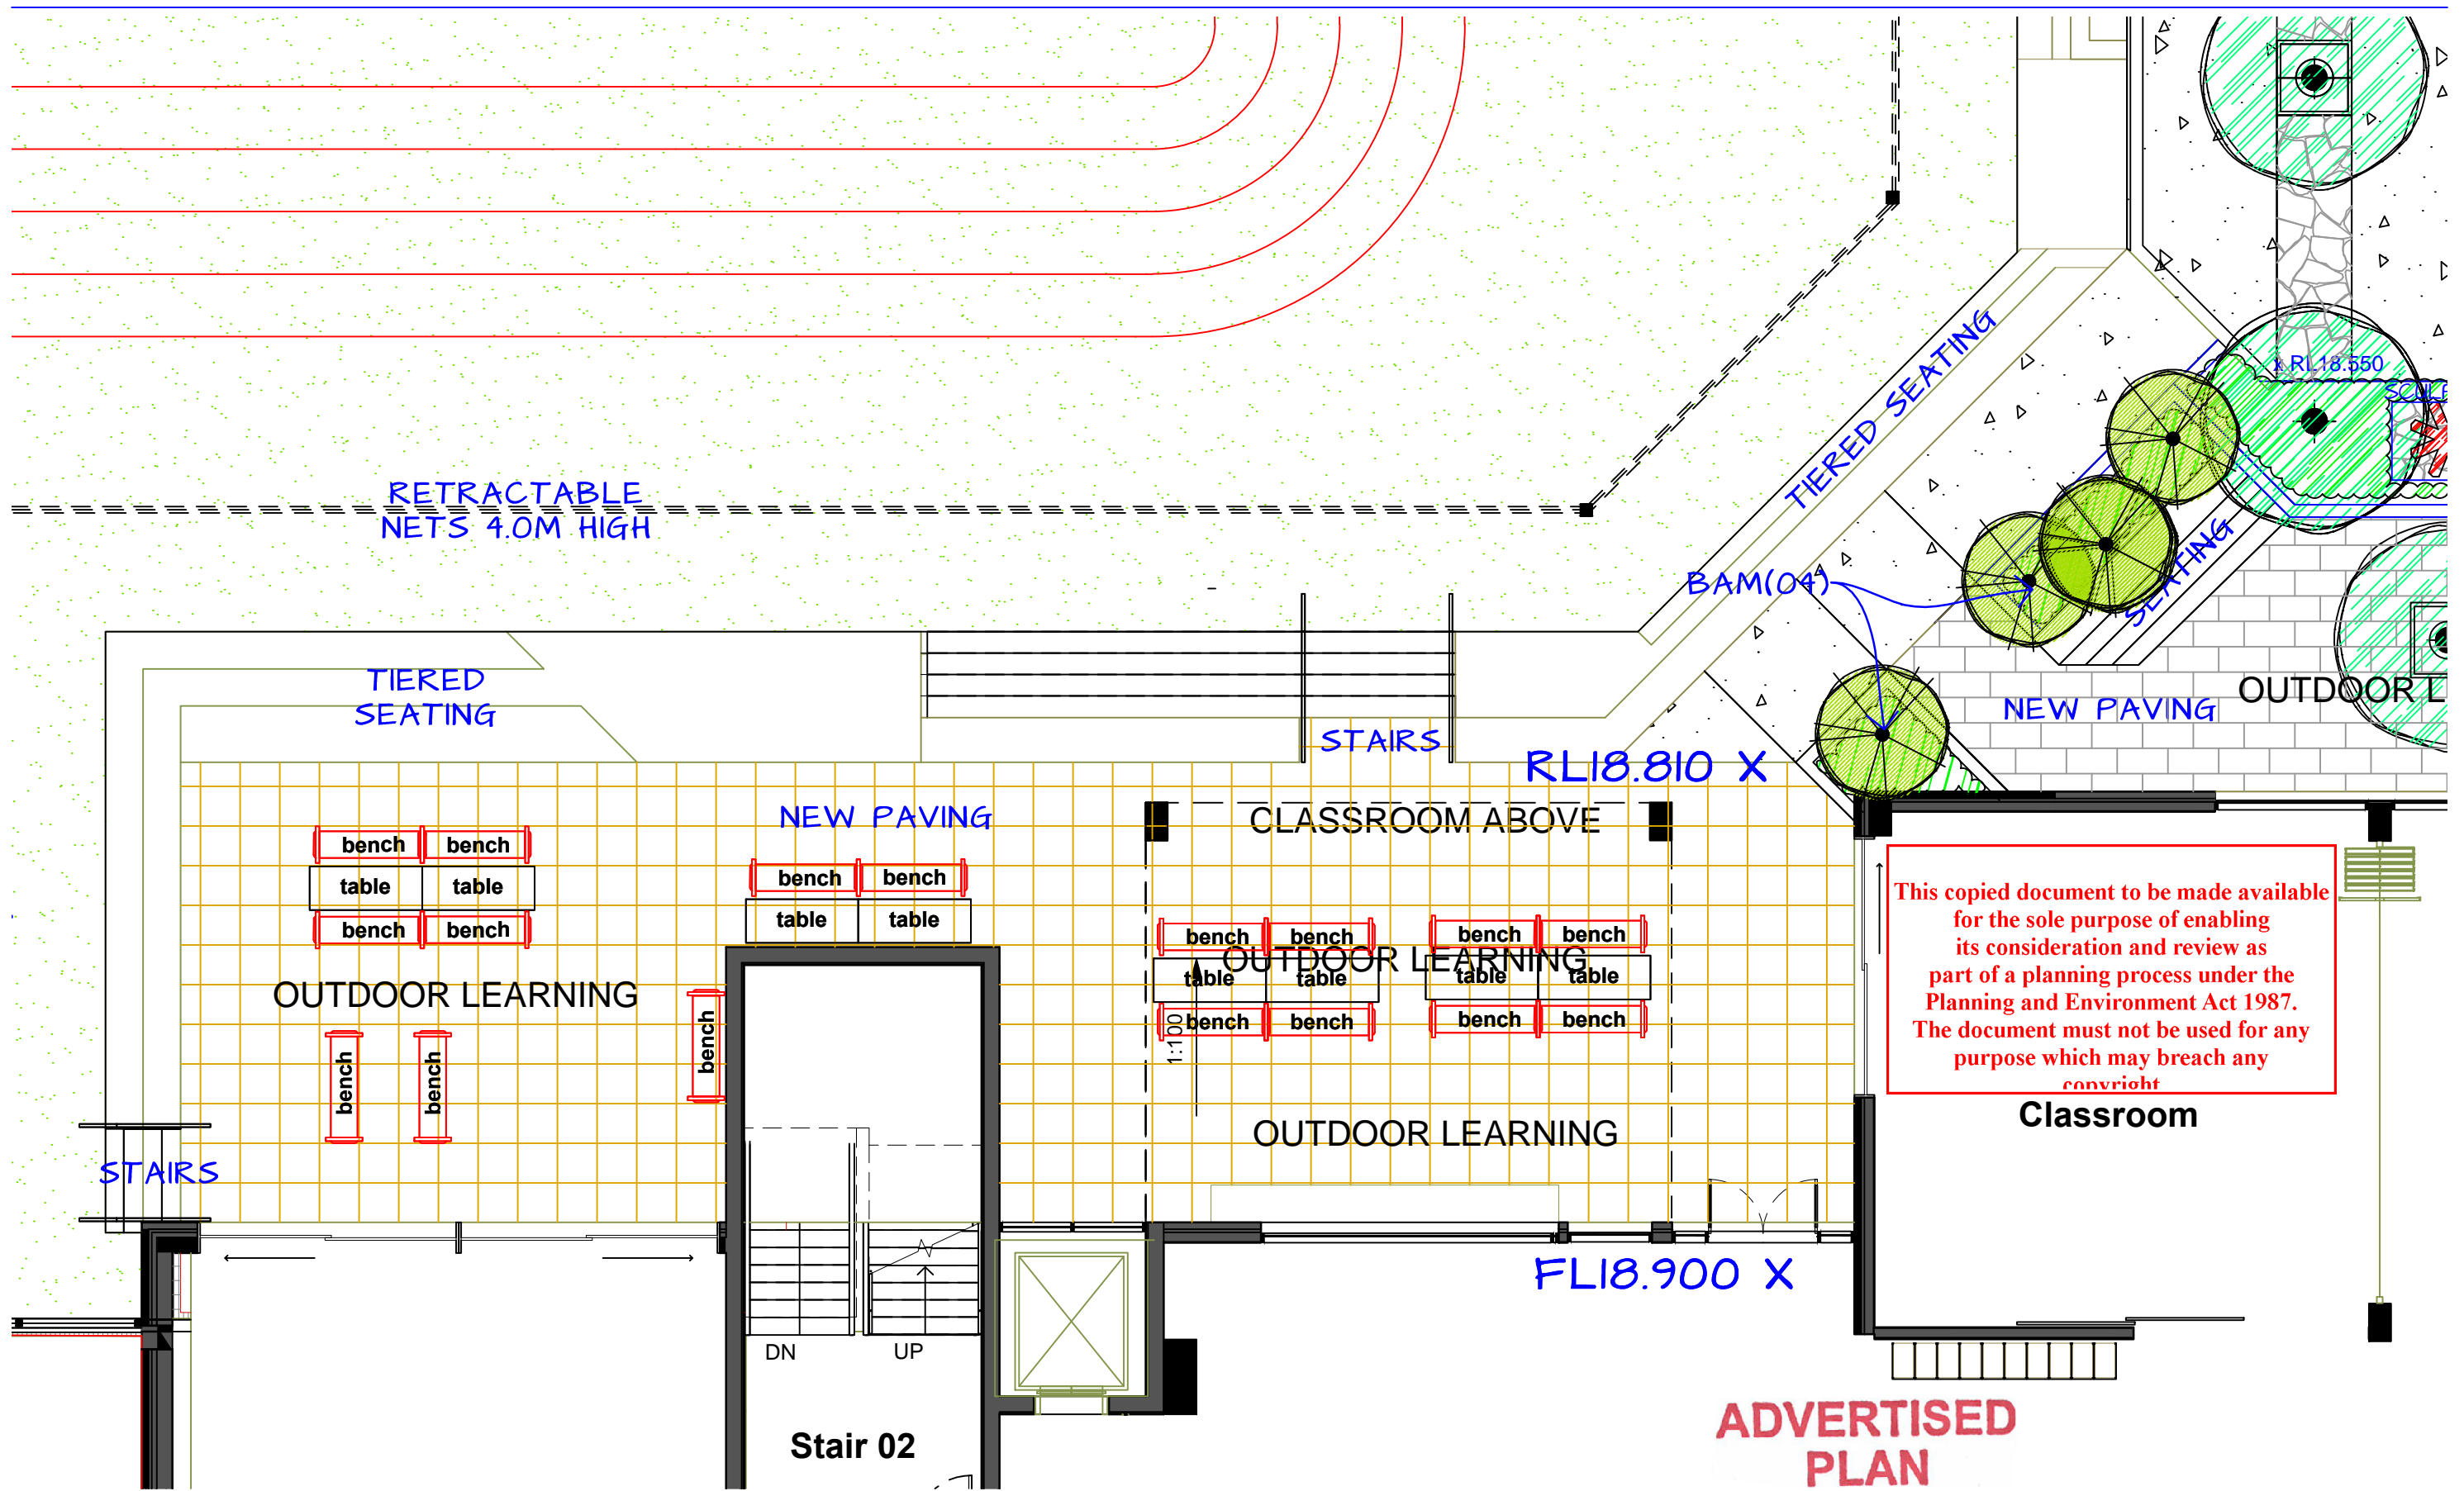 x RL18.550
TIERED SEATING
RETRACTABLE
NETS 4.0M HIGH
BAM(04)
SEATING
TIERED
SEATING
NEW PAVING
OUTDOOR L
STAIRS
RL18.810 X
NEW PAVING
CLASSROOM ABOVE
bench bench
table table
bench bench
bench bench
table table
bench bench
bench bench
OUTDOOR LEARNING
table table
table table
bench bench
bench bench
1:100
OUTDOOR LEARNING
bench
bench
bench
This copied document to be made available
for the sole purpose of enabling
its consideration and review as
part of a planning process under the
Planning and Environment Act 1987.
The document must not be used for any
purpose which may breach any
copyright
Classroom
OUTDOOR LEARNING
STAIRS
FL18.900 X
DN
UP
Stair 02
ADVERTISED
PLAN